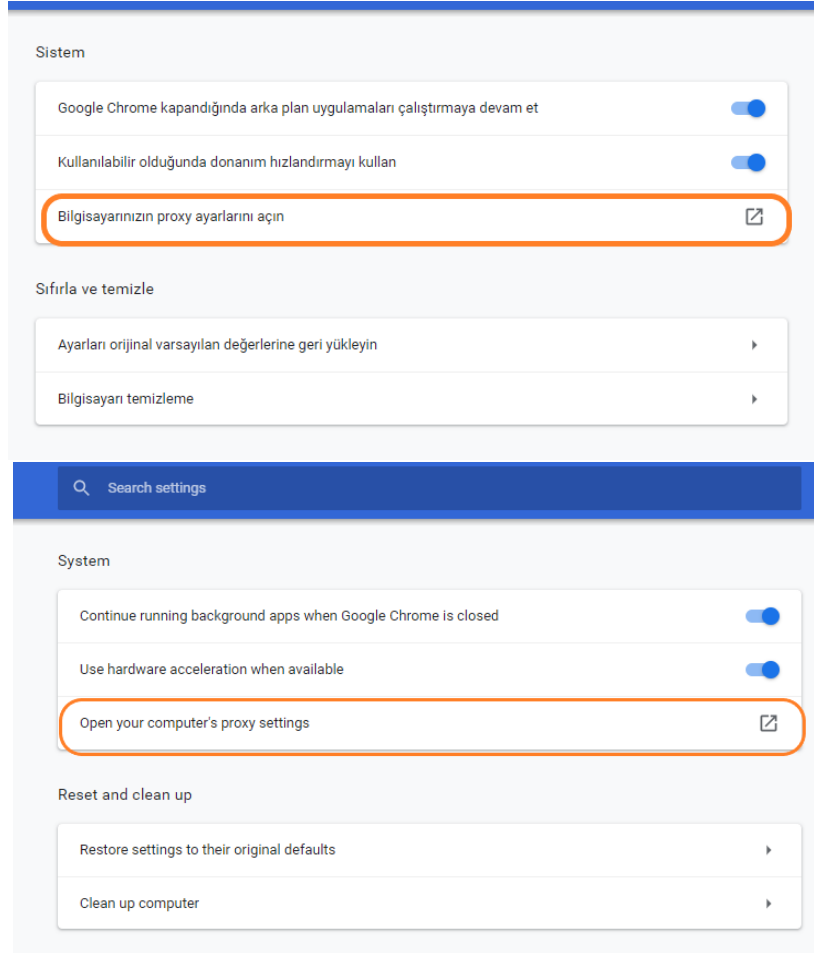 Sistem
Google Chrome kapandığında arka plan uygulamaları çalıştırmaya devam et
Kullanılabilir olduğunda donanım hızlandırmayı kullan
Bilgisayarınızın proxy ayarlarını açın
Sıfırla ve temizle
Ayarları orijinal varsayılan değerlerine geri yükleyin
Bilgisayarı temizleme
Search settings
System
Continue running background apps when Google Chrome is closed
Use hardware acceleration when available
Open your computer's proxy settings
Reset and clean up
Restore settings to their original defaults
Clean up computer